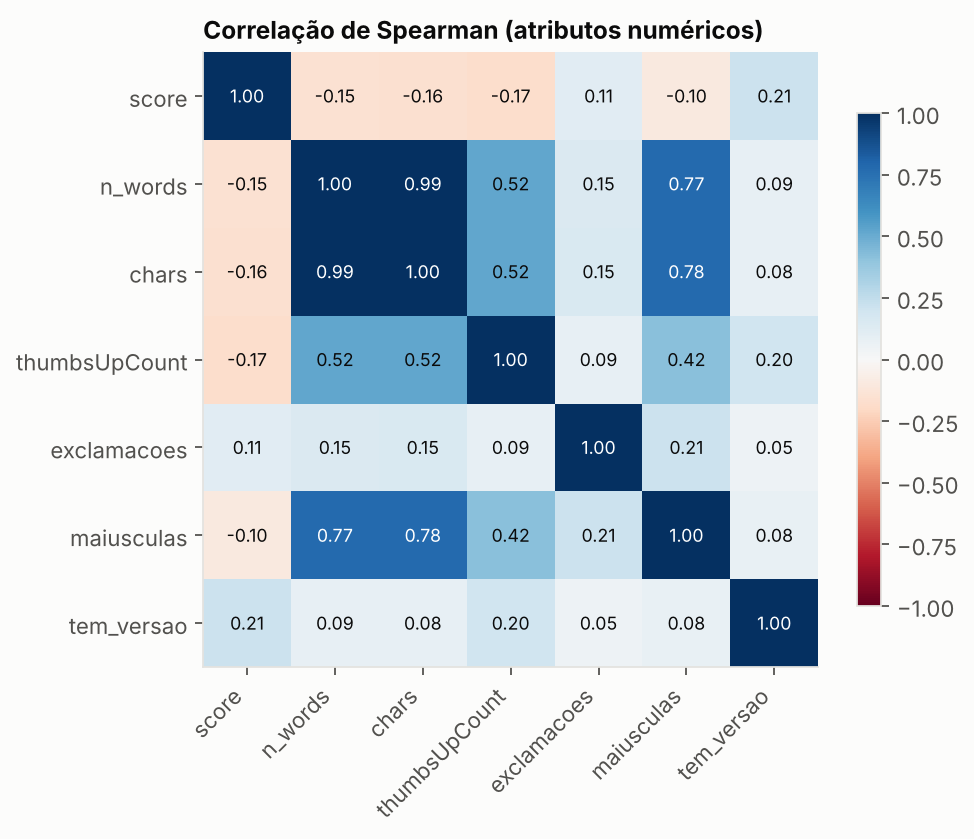 Correlação de Spearman (atributos numéricos)
score 1.00 -0.15 -0.16 -0.17 0.11 -0.10 0.21
n_words -0.15 1.00 0.99 0.52 0.15 0.77 0.09
chars -0.16 0.99 1.00 0.52 0.15 0.78 0.08
thumbsUpCount -0.17 0.52 0.52 1.00 0.09 0.42 0.20
exclamacoes 0.11 0.15 0.15 0.09 1.00 0.21 0.05
maiusculas -0.10 0.77 0.78 0.42 0.21 1.00 0.08
tem_versao 0.21 0.09 0.08 0.20 0.05 0.08 1.00
score n_words chars thumbsUpCount exclamacoes maiusculas tem_versao
1.00
0.75
0.50
0.25
0.00
−0.25
−0.50
−0.75
−1.00